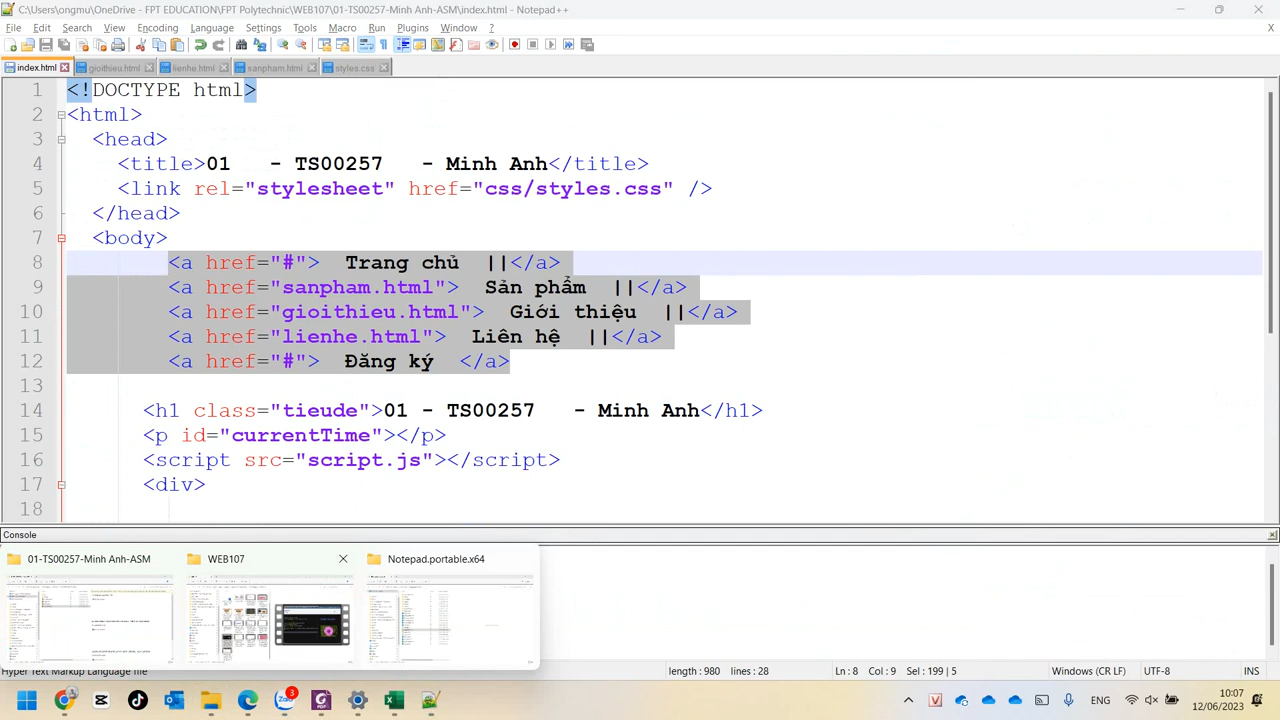 C:\Users\ongmu\OneDrive - FPT EDUCATION\FPT Polytechnic\WEB107\01-TS00257-Minh Anh-ASM\index.html - Notepad++
File Edit Search View Encoding Language Settings Tools Macro Run Plugins Window ? X
index.html gioithieu.html lienhe.html sanpham.html styles.css
1 <!DOCTYPE html>
2 <html>
3 <head>
4 <title>01 - TS00257 - Minh Anh</title>
5 <link rel="stylesheet" href="css/styles.css" />
6 </head>
7 <body>
8 <a href="#"> Trang chủ ||</a>
9 <a href="sanpham.html"> Sản phẩm ||</a>
10 <a href="gioithieu.html"> Giới thiệu ||</a>
11 <a href="lienhe.html"> Liên hệ ||</a>
12 <a href="#"> Đăng ký </a>
13
14 <h1 class="tieude">01 - TS00257 - Minh Anh</h1>
15 <p id="currentTime"></p>
16 <script src="script.js"></script>
17 <div>
18
Console
01-TS00257-Minh Anh-ASM WEB107 Notepad.portable.x64
Hyper Text Markup Language file length : 980 lines : 28 Ln : 8 Col : 9 Sel : 199 | 5 Windows (CR LF) UTF-8 INS
3 ENG 10:07
12/06/2023